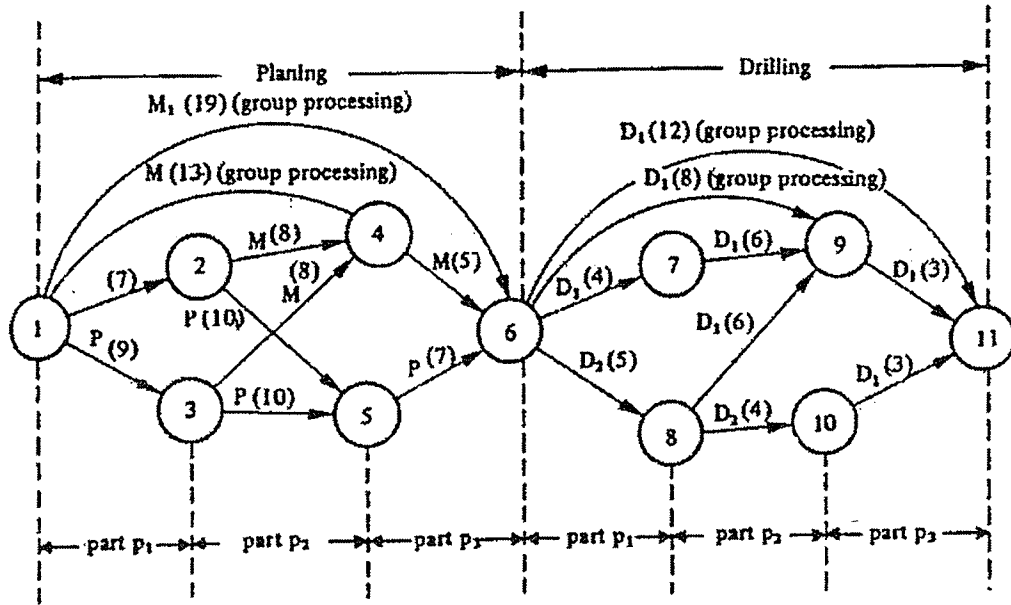 Planing
Drilling
M₁ (19) (group processing)
D₁(12) (group processing)
M (13) (group processing)
D₁(8) (group processing)
M(8)
4
D₁(6)
9
2
(8)
M(5)
7
(7)
M
D₁(4)
D₁(3)
1
P(10)
6
D₁(6)
11
P
(9)
P(7)
D₂(5)
D₁(3)
3
P(10)
5
8
D₂(4)
10
part p₁
part p₂
part p₃
part p₁
part p₂
part p₃